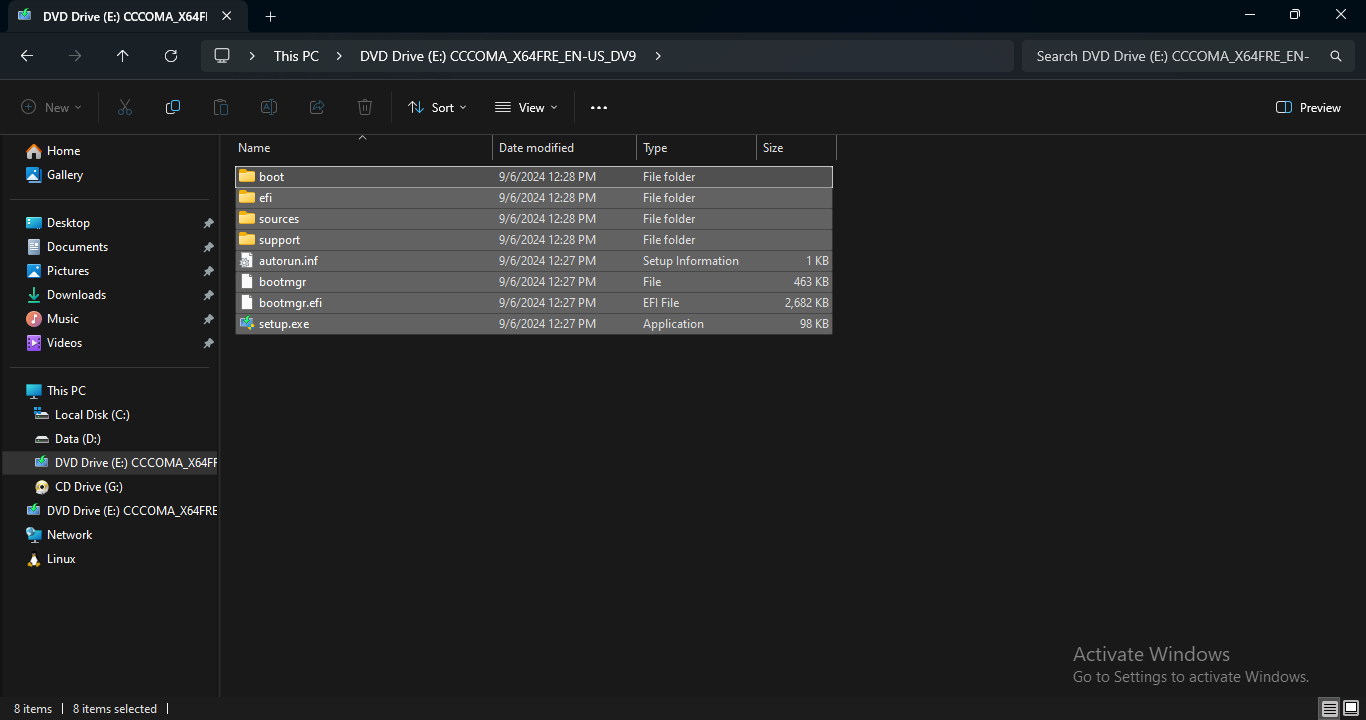 DVD Drive (E:) CCCOMA_X64F
This PC
DVD Drive (E:) CCCOMA_X64FRE_EN-US_DV9
Search DVD Drive (E:) CCCOMA_X64FRE_EN-
New
Sort
View
Preview
Name
Date modified
Type
Size
Home
Gallery
Desktop
Documents
Pictures
Downloads
Music
Videos
This PC
Local Disk (C:)
Data (D:)
DVD Drive (E:) CCCOMA_X64FF
CD Drive (G:)
DVD Drive (E:) CCCOMA_X64FRE
Network
Linux
boot 9/6/2024 12:28 PM File folder
efi 9/6/2024 12:28 PM File folder
sources 9/6/2024 12:28 PM File folder
support 9/6/2024 12:28 PM File folder
autorun.inf 9/6/2024 12:27 PM Setup Information 1 KB
bootmgr 9/6/2024 12:27 PM File 463 KB
bootmgr.efi 9/6/2024 12:27 PM EFI File 2,682 KB
setup.exe 9/6/2024 12:27 PM Application 98 KB
Activate Windows
Go to Settings to activate Windows.
8 items
8 items selected